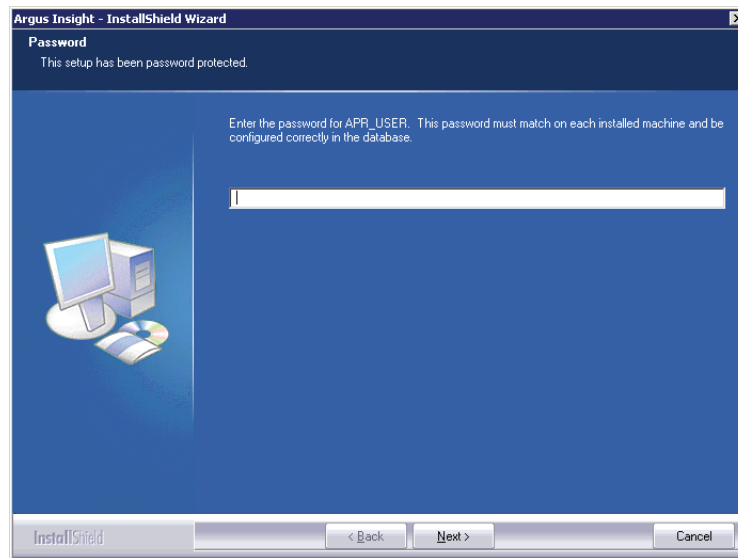 Argus Insight - InstallShield Wizard
Password
This setup has been password protected.
Enter the password for APR_USER. This password must match on each installed machine and be
configured correctly in the database.
InstallShield
< Back
Next >
Cancel